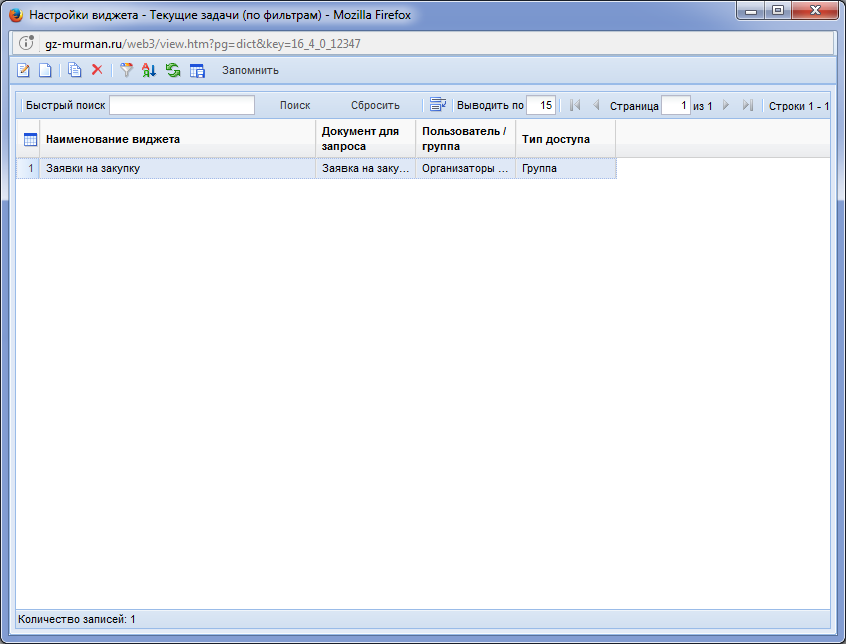 Настройки виджета - Текущие задачи (по фильтрам) - Mozilla Firefox
gz-murman.ru/web3/view.htm?pg=dict&key=16_4_0_12347
Запомнить
Быстрый поиск Поиск Сбросить Выводить по 15 Страница 1 из 1 Строки 1 - 1
Наименование виджета Документ для запроса Пользователь / группа Тип доступа
1 Заявки на закупку Заявка на заку... Организаторы ... Группа
Количество записей: 1